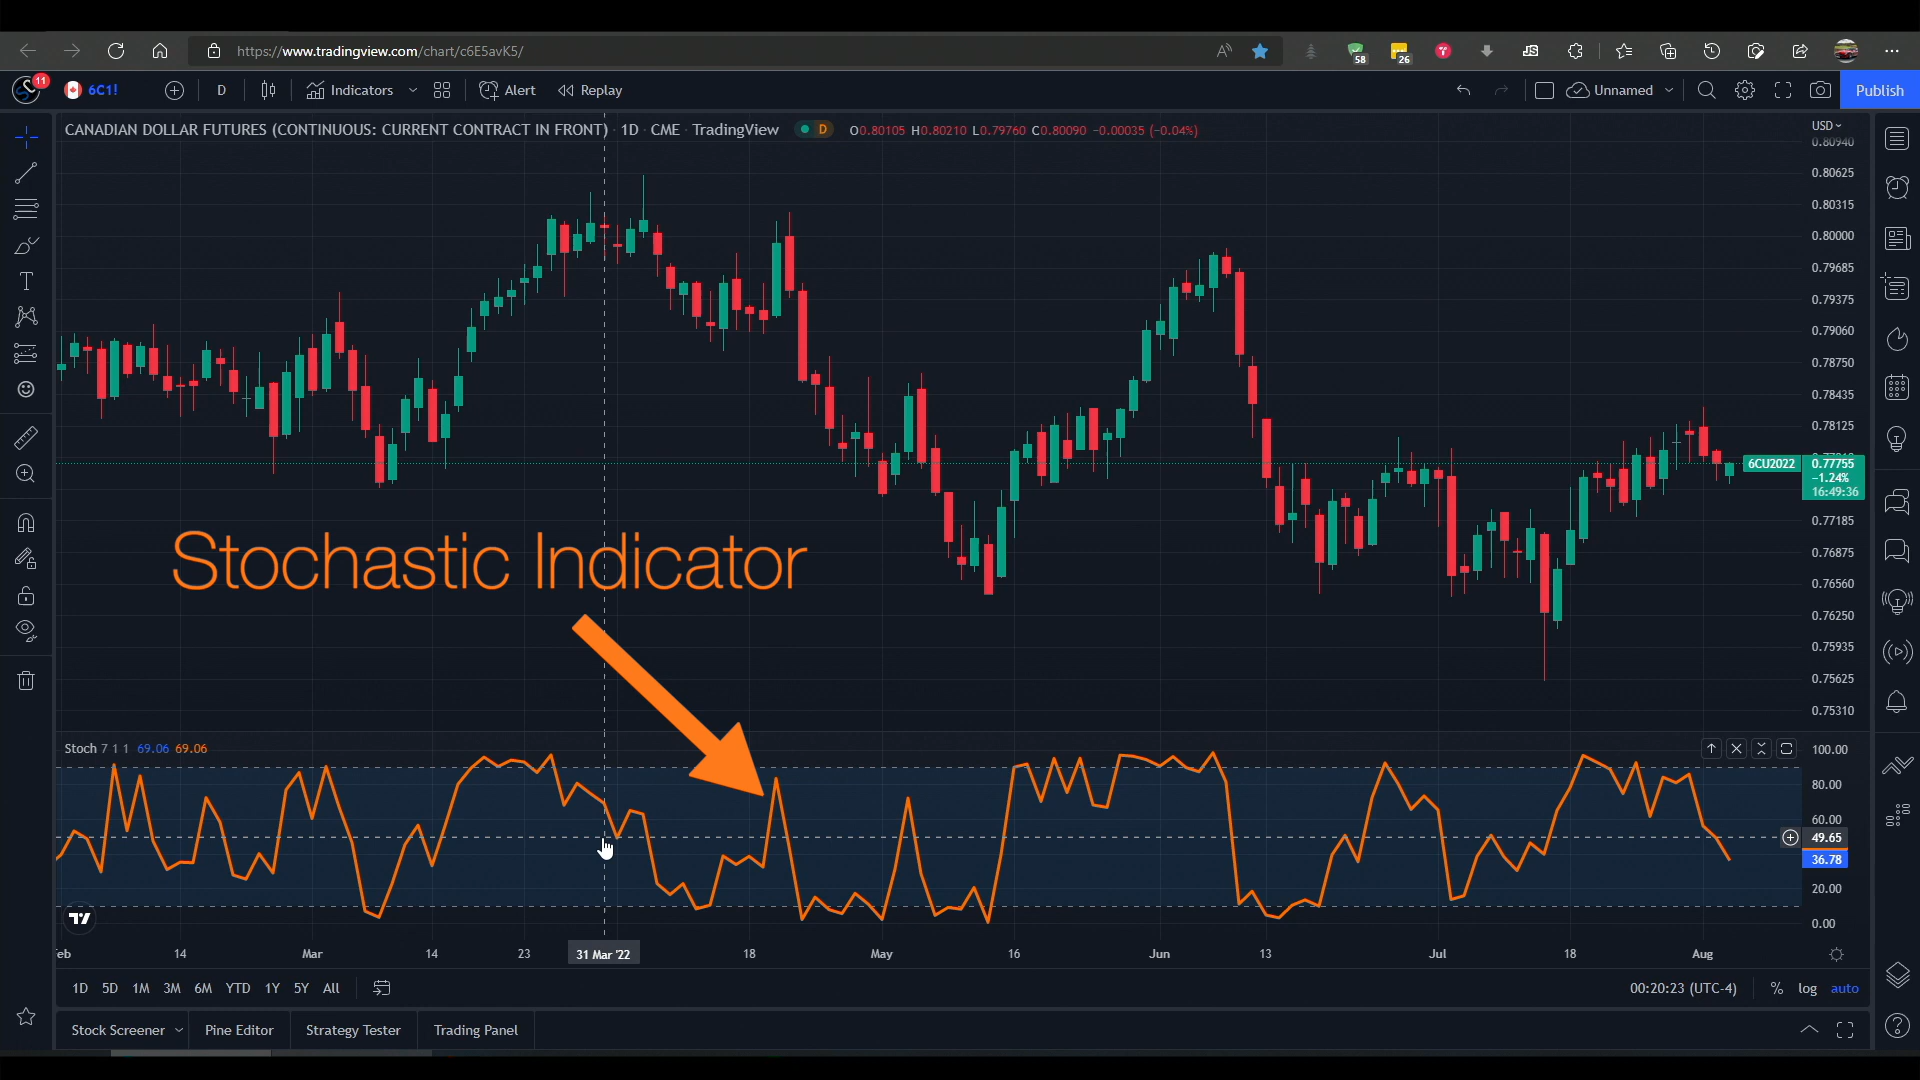 https://www.tradingview.com/chart/c6E5avK5/
58
26
11
6C1!
D
Indicators
Alert
Replay
Unnamed
Publish
CANADIAN DOLLAR FUTURES (CONTINUOUS: CURRENT CONTRACT IN FRONT) · 1D · CME · TradingView
D
O0.80105 H0.80210 L0.79760 C0.80090 -0.00035 (-0.04%)
USD
0.80940
0.80625
0.80315
0.80000
0.79685
0.79375
0.79060
0.78750
0.78435
0.78125
6CU2022
0.77755
-1.24%
16:49:36
0.77185
0.76875
0.76560
0.76250
0.75935
0.75625
0.75310
Stochastic Indicator
Stoch 7 1 1 69.06 69.06
100.00
80.00
60.00
49.65
36.78
20.00
0.00
14
Mar
14
23
31 Mar '22
18
May
16
Jun
13
Jul
18
Aug
1D 5D 1M 3M 6M YTD 1Y 5Y All
00:20:23 (UTC-4)
% log auto
Stock Screener
Pine Editor
Strategy Tester
Trading Panel